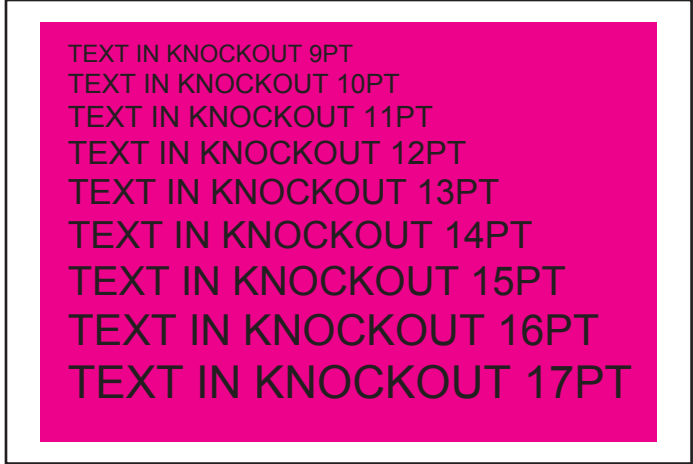 TEXT IN KNOCKOUT 9PT
TEXT IN KNOCKOUT 10PT
TEXT IN KNOCKOUT 11PT
TEXT IN KNOCKOUT 12PT
TEXT IN KNOCKOUT 13PT
TEXT IN KNOCKOUT 14PT
TEXT IN KNOCKOUT 15PT
TEXT IN KNOCKOUT 16PT
TEXT IN KNOCKOUT 17PT